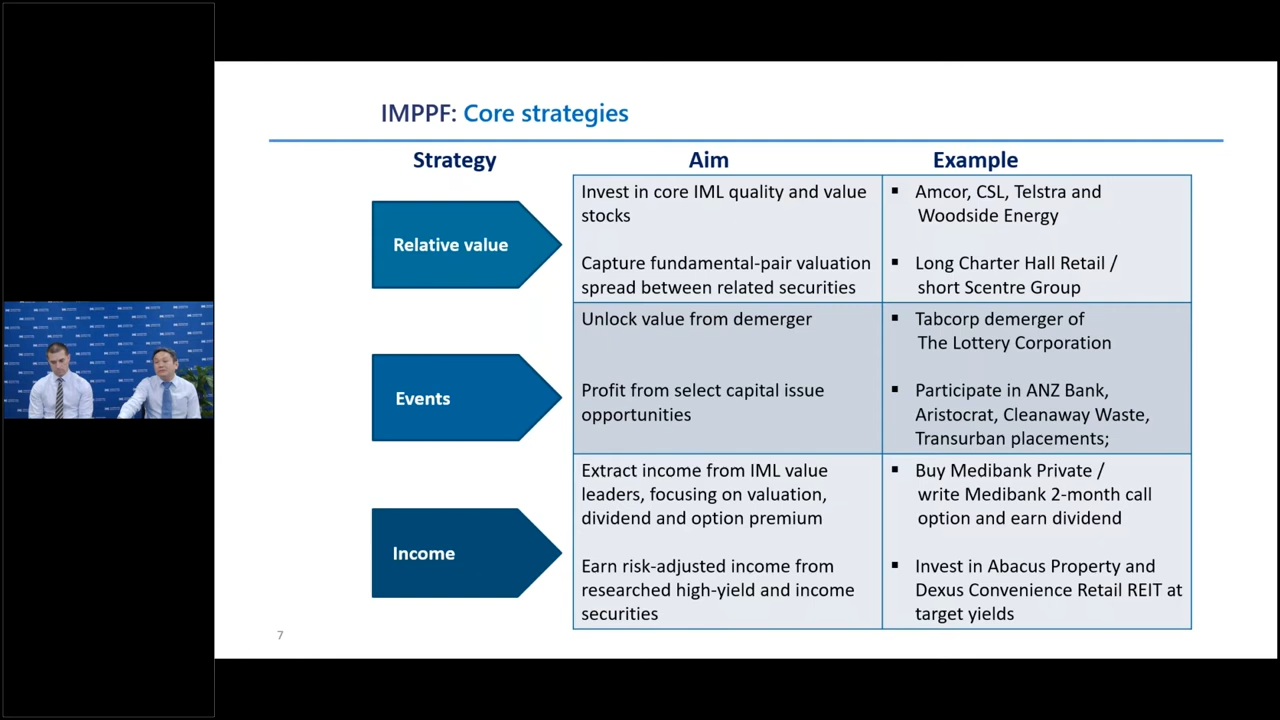 IMPPF: Core strategies
Strategy
Aim
Example
Relative value
Invest in core IML quality and value
stocks
▪ Amcor, CSL, Telstra and
Woodside Energy
Capture fundamental-pair valuation
spread between related securities
▪ Long Charter Hall Retail /
short Scentre Group
Events
Unlock value from demerger
▪ Tabcorp demerger of
The Lottery Corporation
Profit from select capital issue
opportunities
▪ Participate in ANZ Bank,
Aristocrat, Cleanaway Waste,
Transurban placements;
Income
Extract income from IML value
leaders, focusing on valuation,
dividend and option premium
▪ Buy Medibank Private /
write Medibank 2-month call
option and earn dividend
Earn risk-adjusted income from
researched high-yield and income
securities
▪ Invest in Abacus Property and
Dexus Convenience Retail REIT at
target yields
7